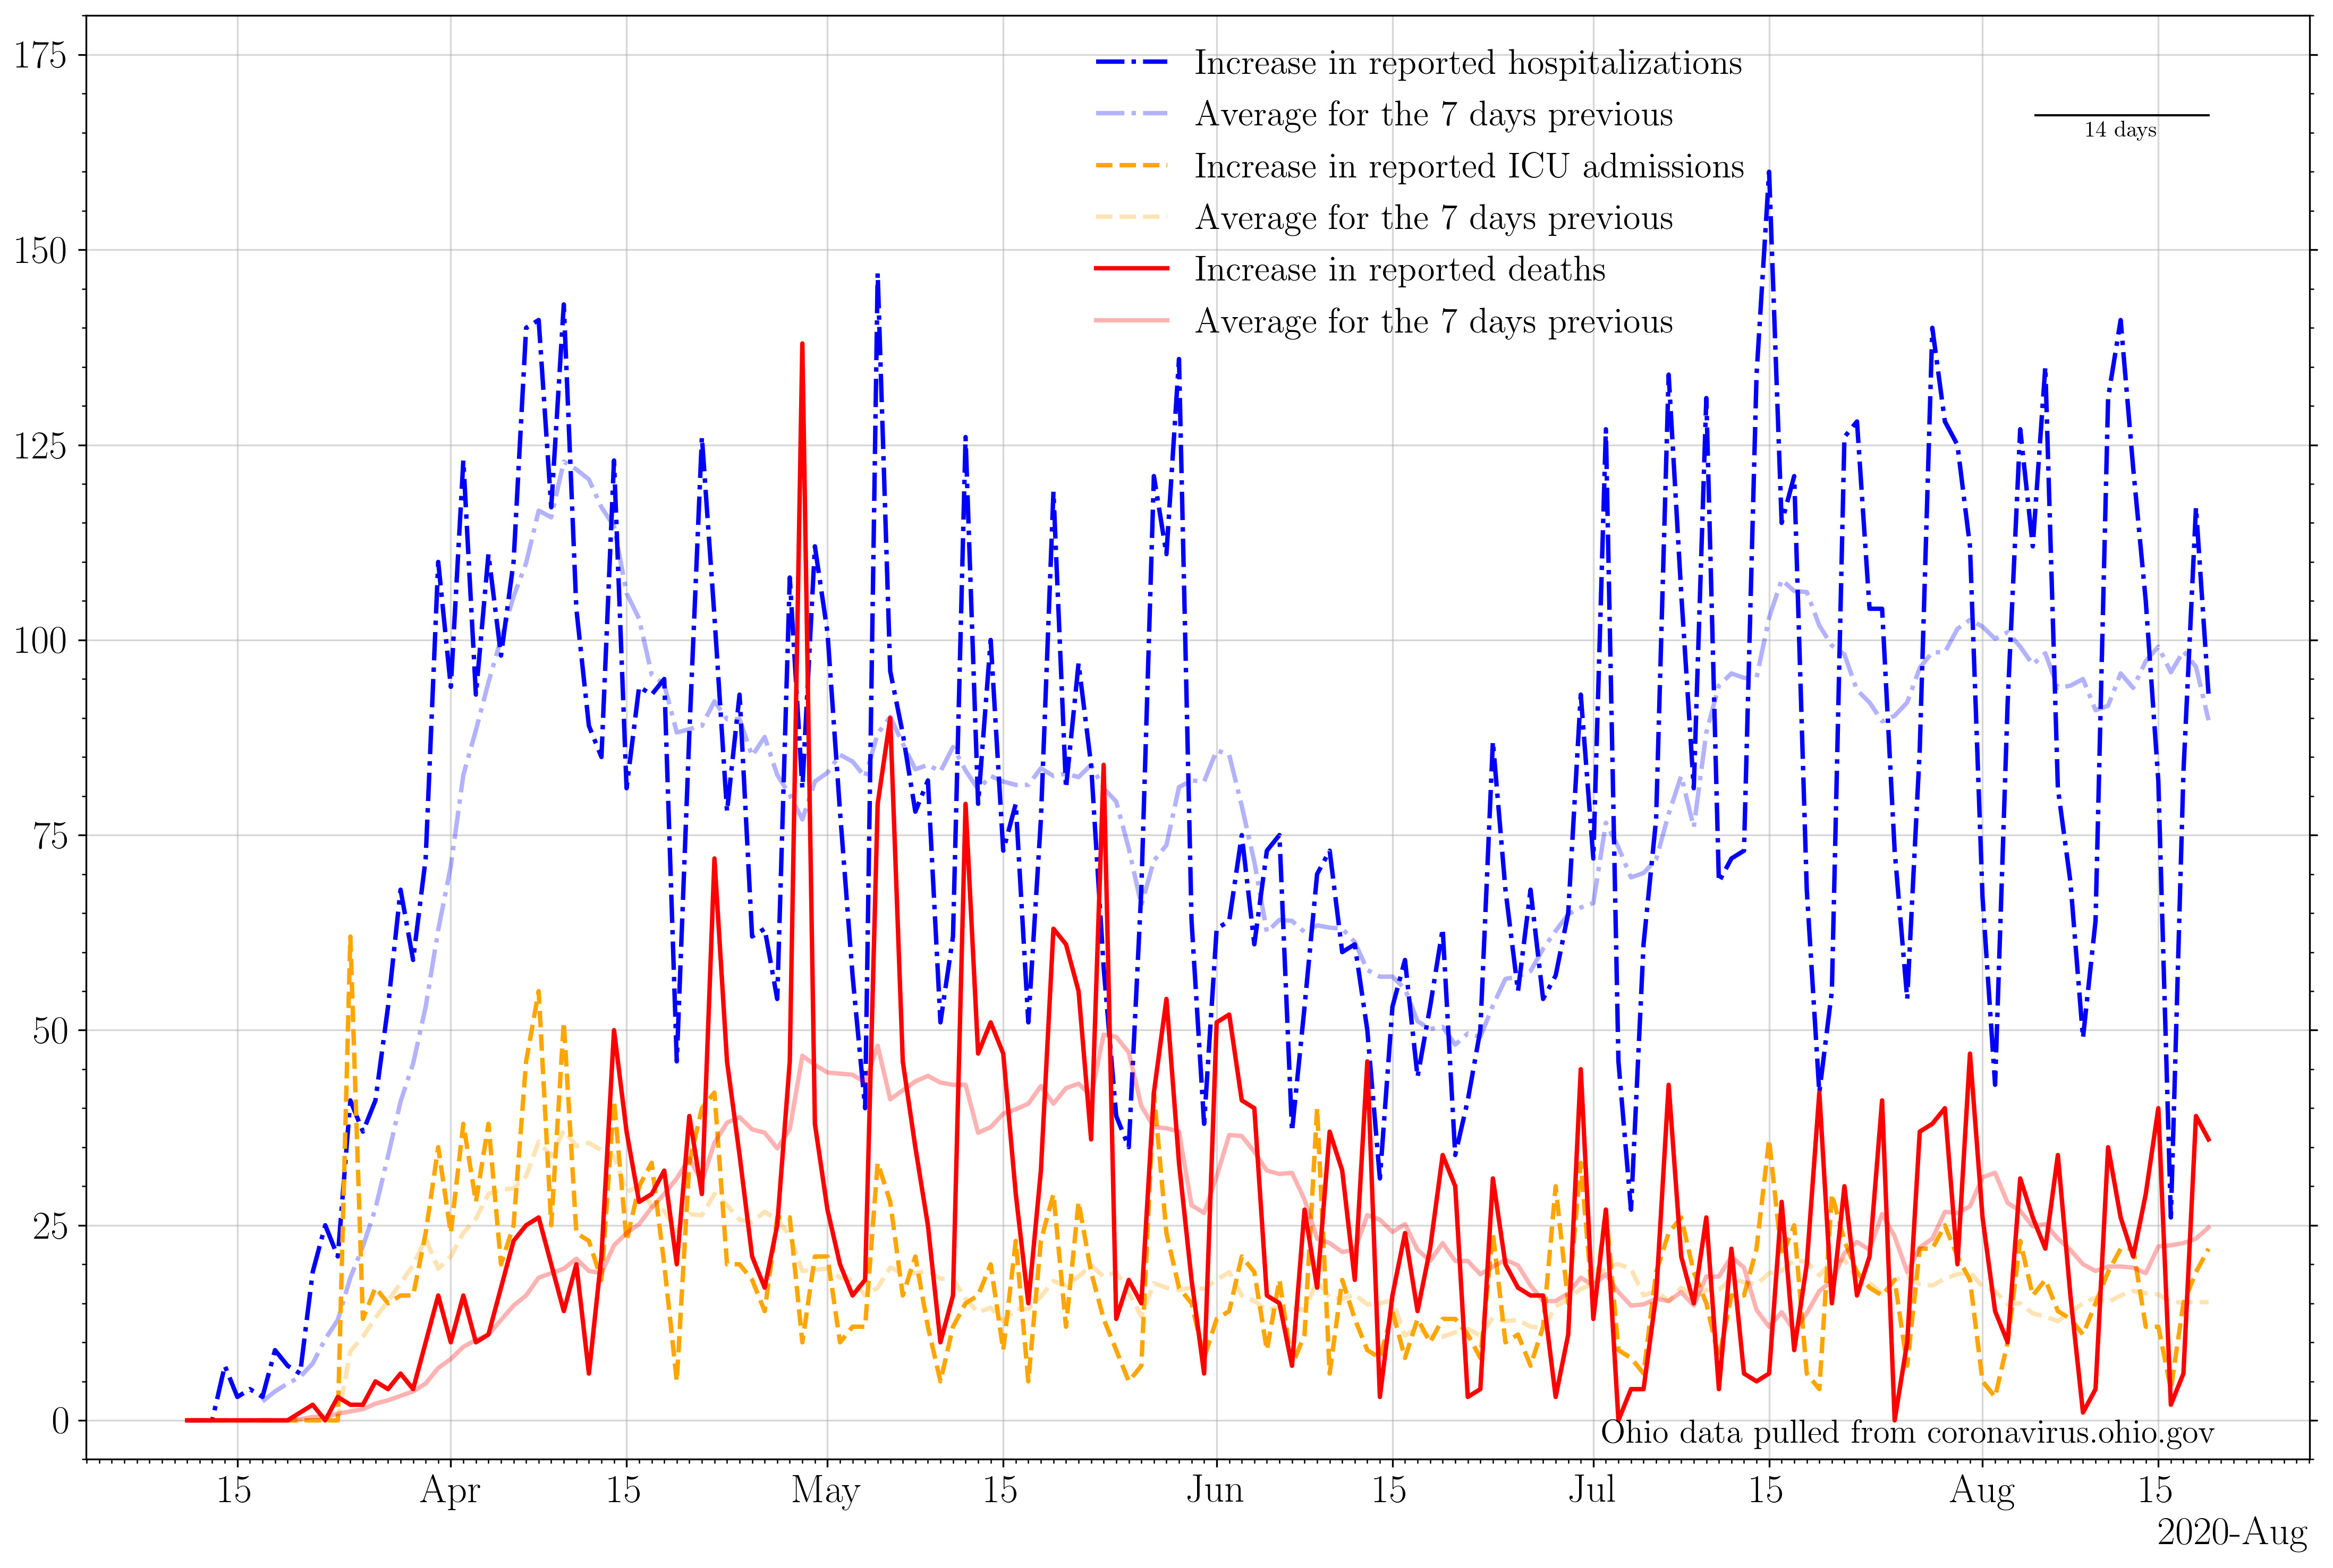 175
150
125
100
75
50
25
0
Increase in reported hospitalizations
Average for the 7 days previous
Increase in reported ICU admissions
Average for the 7 days previous
Increase in reported deaths
Average for the 7 days previous
14 days
Ohio data pulled from coronavirus.ohio.gov
15 Apr 15 May 15 Jun 15 Jul 15 Aug 15
2020-Aug